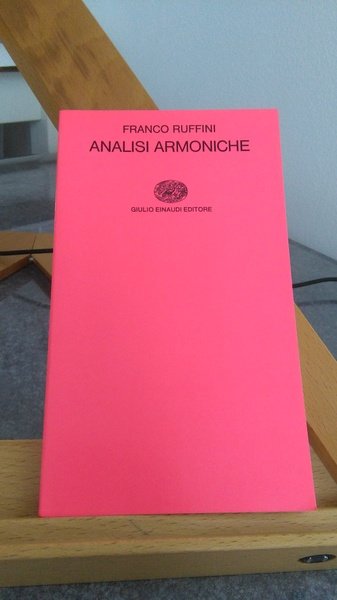 FRANCO RUFFINI
ANALISI ARMONICHE
GIULIO EINAUDI EDITORE